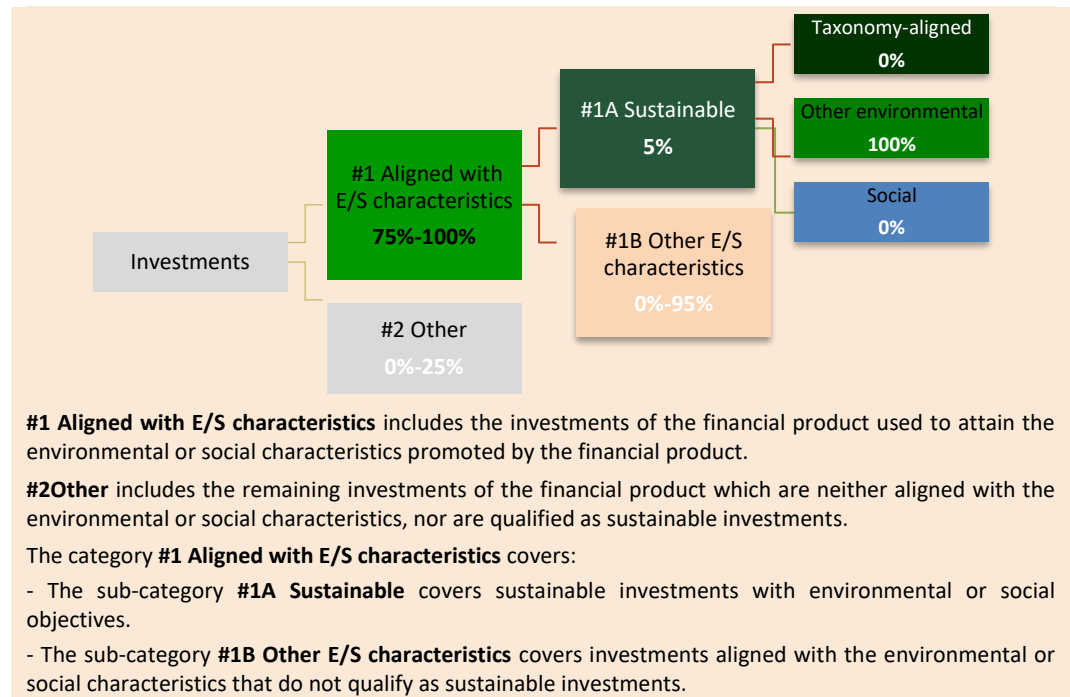 Taxonomy-aligned
0%
#1A Sustainable
5%
Other environmental
100%
#1 Aligned with
E/S characteristics
75%-100%
Social
0%
#1B Other E/S
characteristics
0%-95%
Investments
#2 Other
0%-25%
#1 Aligned with E/S characteristics includes the investments of the financial product used to attain the
environmental or social characteristics promoted by the financial product.
#2Other includes the remaining investments of the financial product which are neither aligned with the
environmental or social characteristics, nor are qualified as sustainable investments.
The category #1 Aligned with E/S characteristics covers:
- The sub-category #1A Sustainable covers sustainable investments with environmental or social
objectives.
- The sub-category #1B Other E/S characteristics covers investments aligned with the environmental or
social characteristics that do not qualify as sustainable investments.